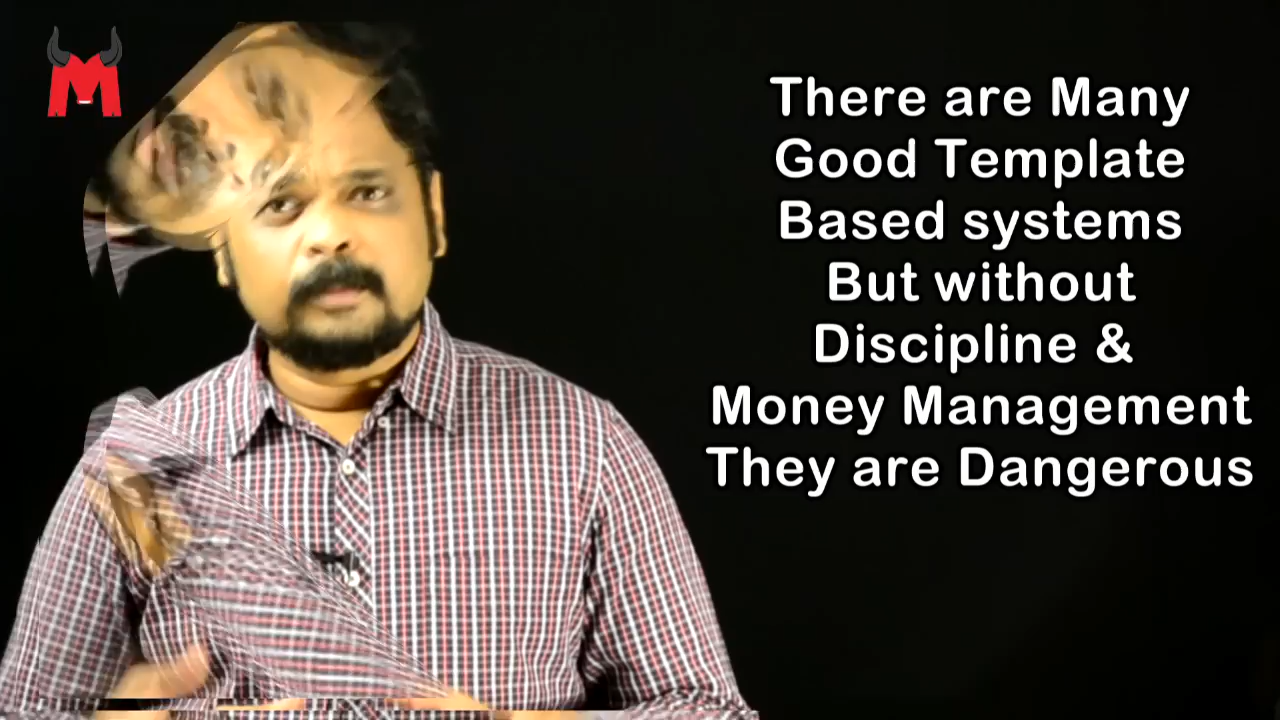 M
There are Many
Good Template
Based systems
But without
Discipline &
Money Management
They are Dangerous